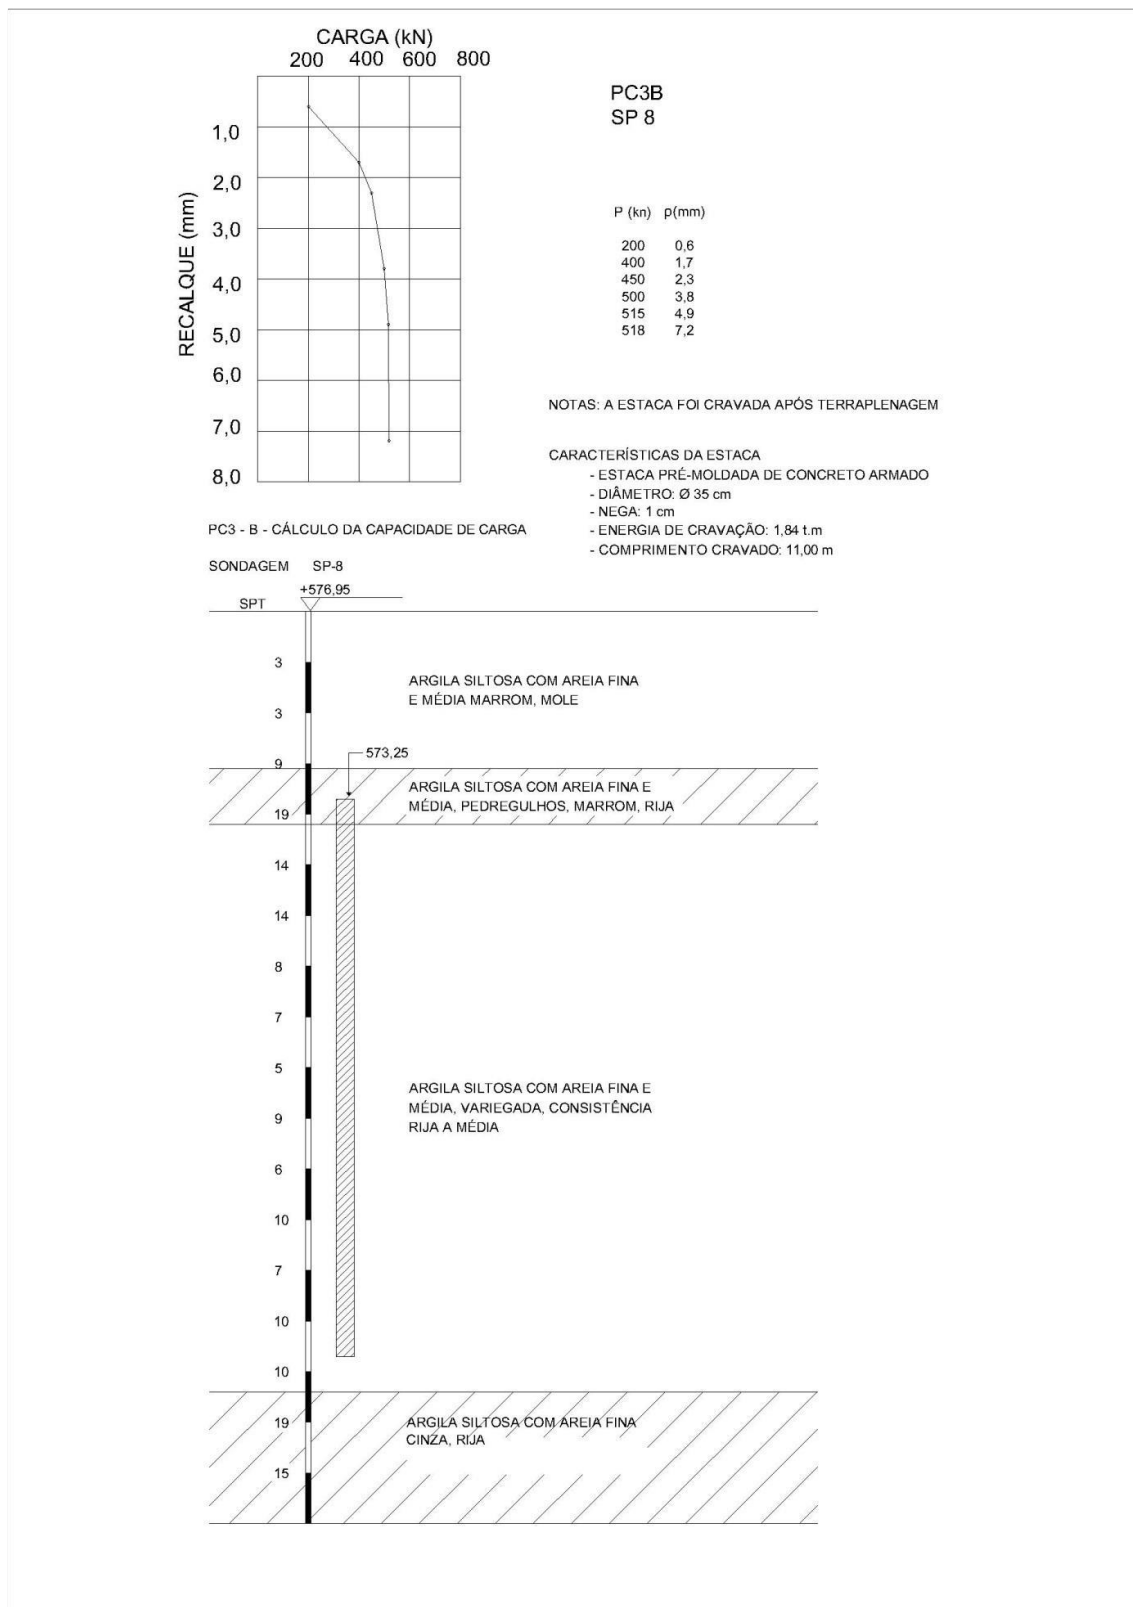 CARGA (kN)
200 400 600 800
RECALQUE (mm)
1,0
2,0
3,0
4,0
5,0
6,0
7,0
8,0
PC3B
SP 8
P (kn) ρ(mm)
200 0,6
400 1,7
450 2,3
500 3,8
515 4,9
518 7,2
NOTAS: A ESTACA FOI CRAVADA APÓS TERRAPLENAGEM
CARACTERÍSTICAS DA ESTACA
- ESTACA PRÉ-MOLDADA DE CONCRETO ARMADO
- DIÂMETRO: Ø 35 cm
- NEGA: 1 cm
- ENERGIA DE CRAVAÇÃO: 1,84 t.m
- COMPRIMENTO CRAVADO: 11,00 m
PC3 - B - CÁLCULO DA CAPACIDADE DE CARGA
SONDAGEM SP-8
+576,95
SPT
3
ARGILA SILTOSA COM AREIA FINA
E MÉDIA MARROM, MOLE
3
573,25
9
ARGILA SILTOSA COM AREIA FINA E
MÉDIA, PEDREGULHOS, MARROM, RIJA
19
14
14
8
7
5
ARGILA SILTOSA COM AREIA FINA E
MÉDIA, VARIEGADA, CONSISTÊNCIA
RIJA A MÉDIA
9
6
10
7
10
10
ARGILA SILTOSA COM AREIA FINA
CINZA, RIJA
19
15